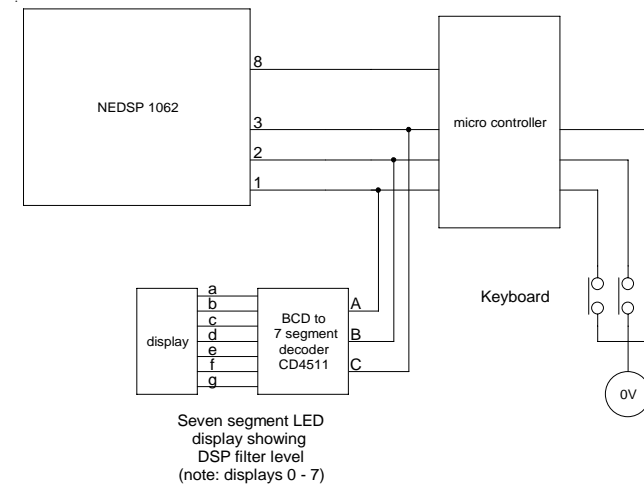 8
NEDSP 1062
micro controller
3
2
1
Keyboard
a
b
c
d
e
f
g
display
BCD to
7 segment
decoder
CD4511
A
B
C
0V
Seven segment LED
display showing
DSP filter level
(note: displays 0 - 7)